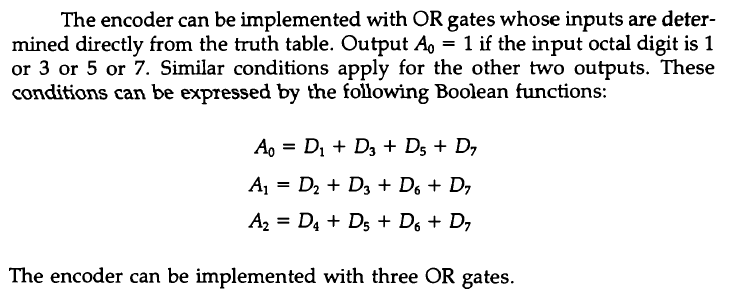 The encoder can be implemented with OR gates whose inputs are deter-
mined directly from the truth table. Output A₀ = 1 if the input octal digit is 1
or 3 or 5 or 7. Similar conditions apply for the other two outputs. These
conditions can be expressed by the following Boolean functions:
A₀ = D₁ + D₃ + D₅ + D₇
A₁ = D₂ + D₃ + D₆ + D₇
A₂ = D₄ + D₅ + D₆ + D₇
The encoder can be implemented with three OR gates.